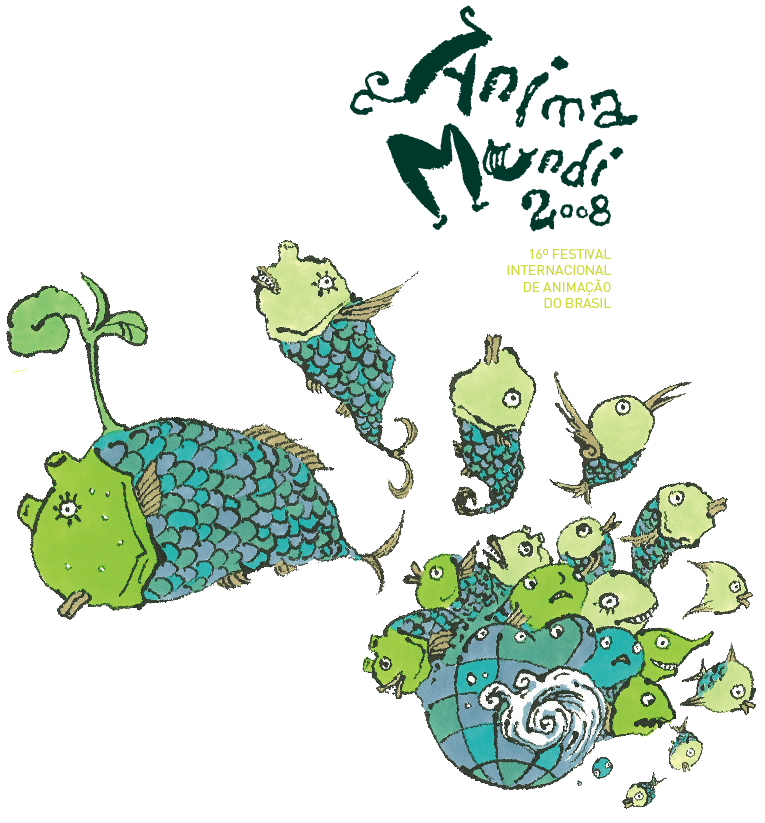 Anima
Mundi
2008
16º FESTIVAL
INTERNACIONAL
DE ANIMAÇÃO
DO BRASIL